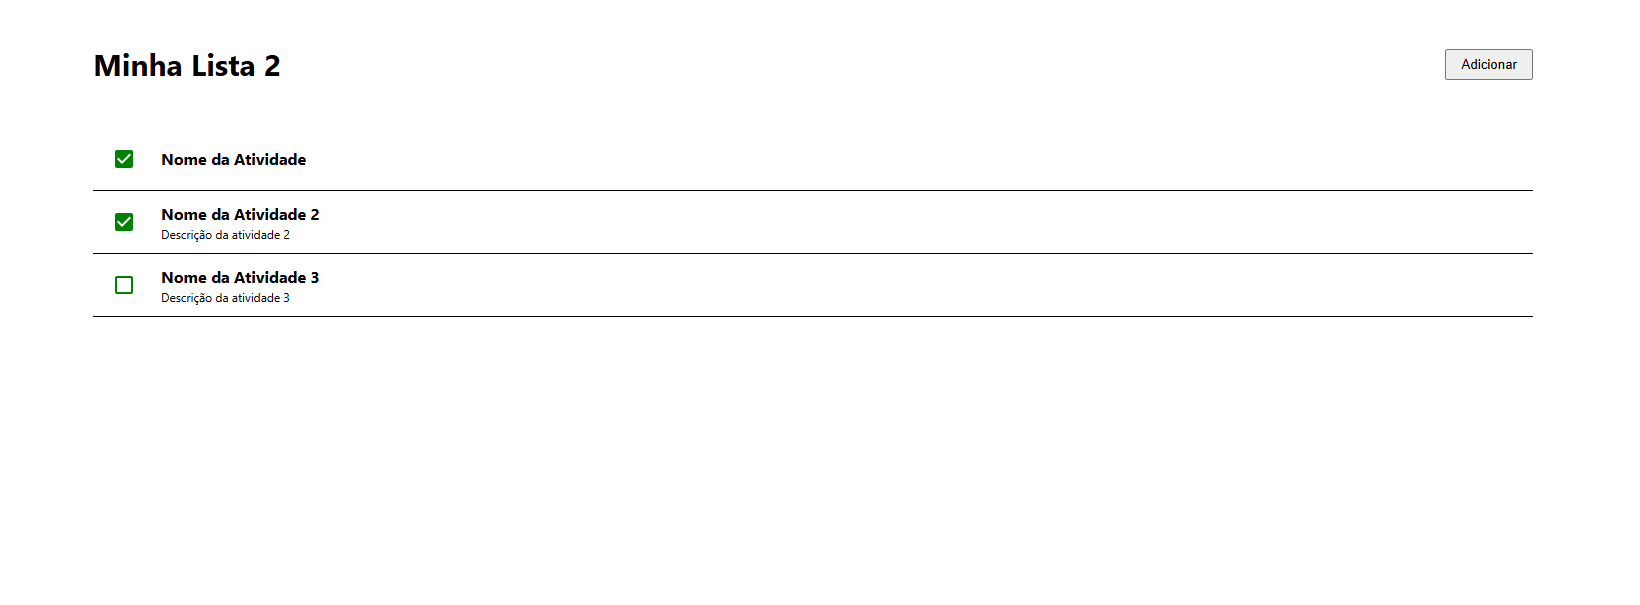 Minha Lista 2
Adicionar
Nome da Atividade
Nome da Atividade 2
Descrição da atividade 2
Nome da Atividade 3
Descrição da atividade 3